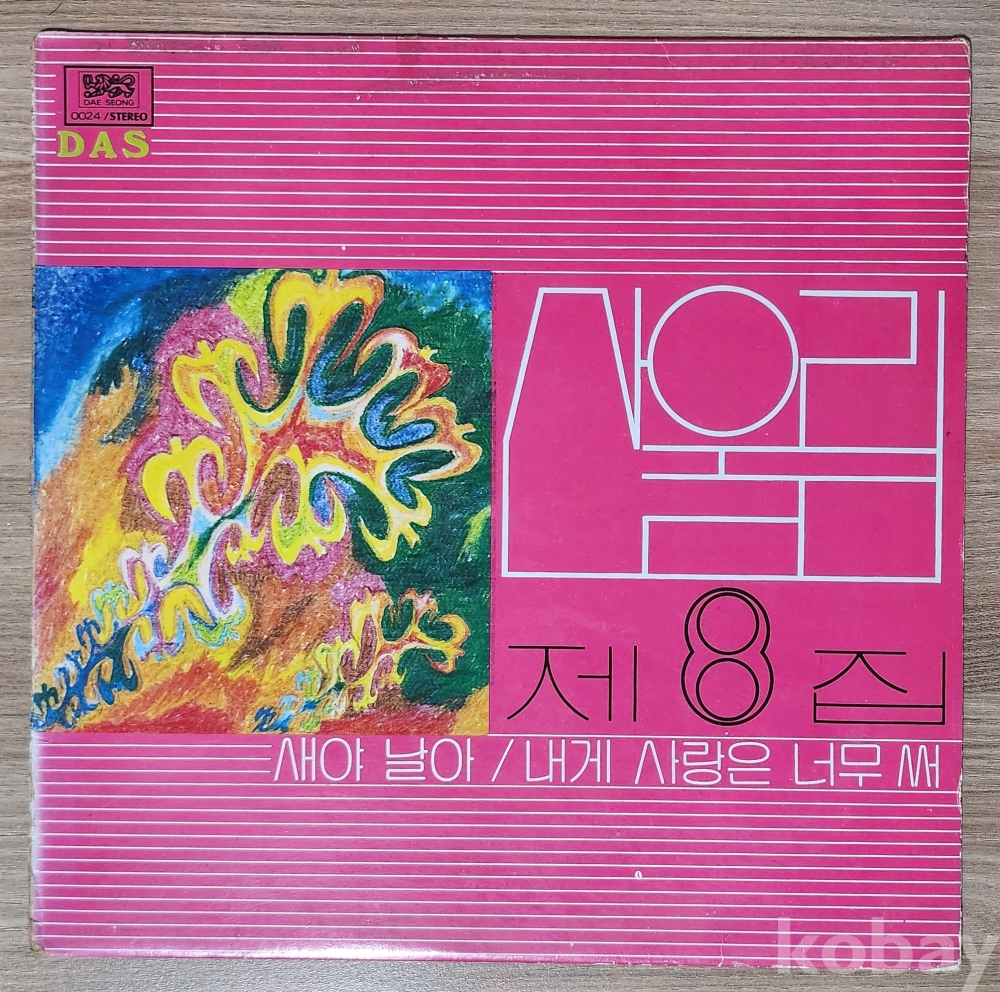 DAE SEONG
0024/STEREO
DAS
산울림
제8집
새야 날아 / 내게 사랑은 너무 써
kobay